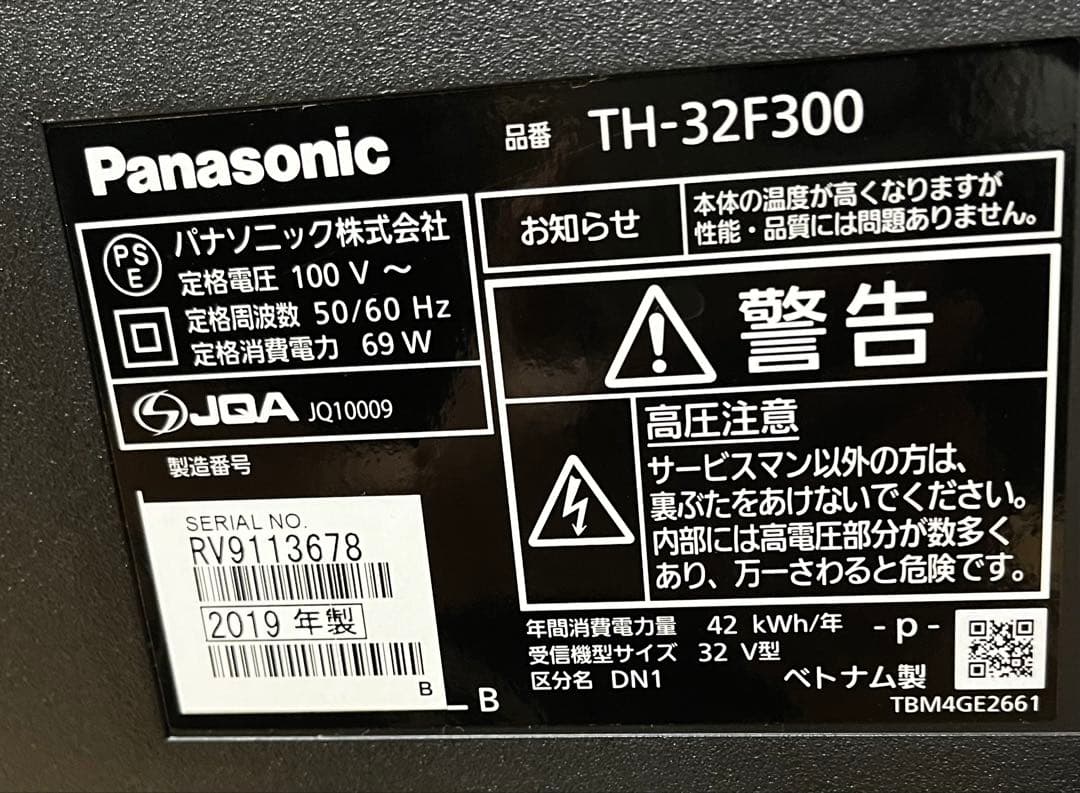 Panasonic
品番 TH-32F300
PS
E
パナソニック株式会社
定格電圧 100 V ~
定格周波数 50/60 Hz
定格消費電力 69 W
JQA JQ10009
お知らせ
本体の温度が高くなりますが
性能・品質には問題ありません。
警告
高圧注意
サービスマン以外の方は、
裏ぶたをあけないでください。
内部には高電圧部分が数多く
あり、万一さわると危険です。
製造番号
SERIAL NO.
RV9113678
2019 年製
B
B
年間消費電力量 42 kWh/年 - p -
受信機型サイズ 32 V型
区分名 DN1
ベトナム製
TBM4GE2661